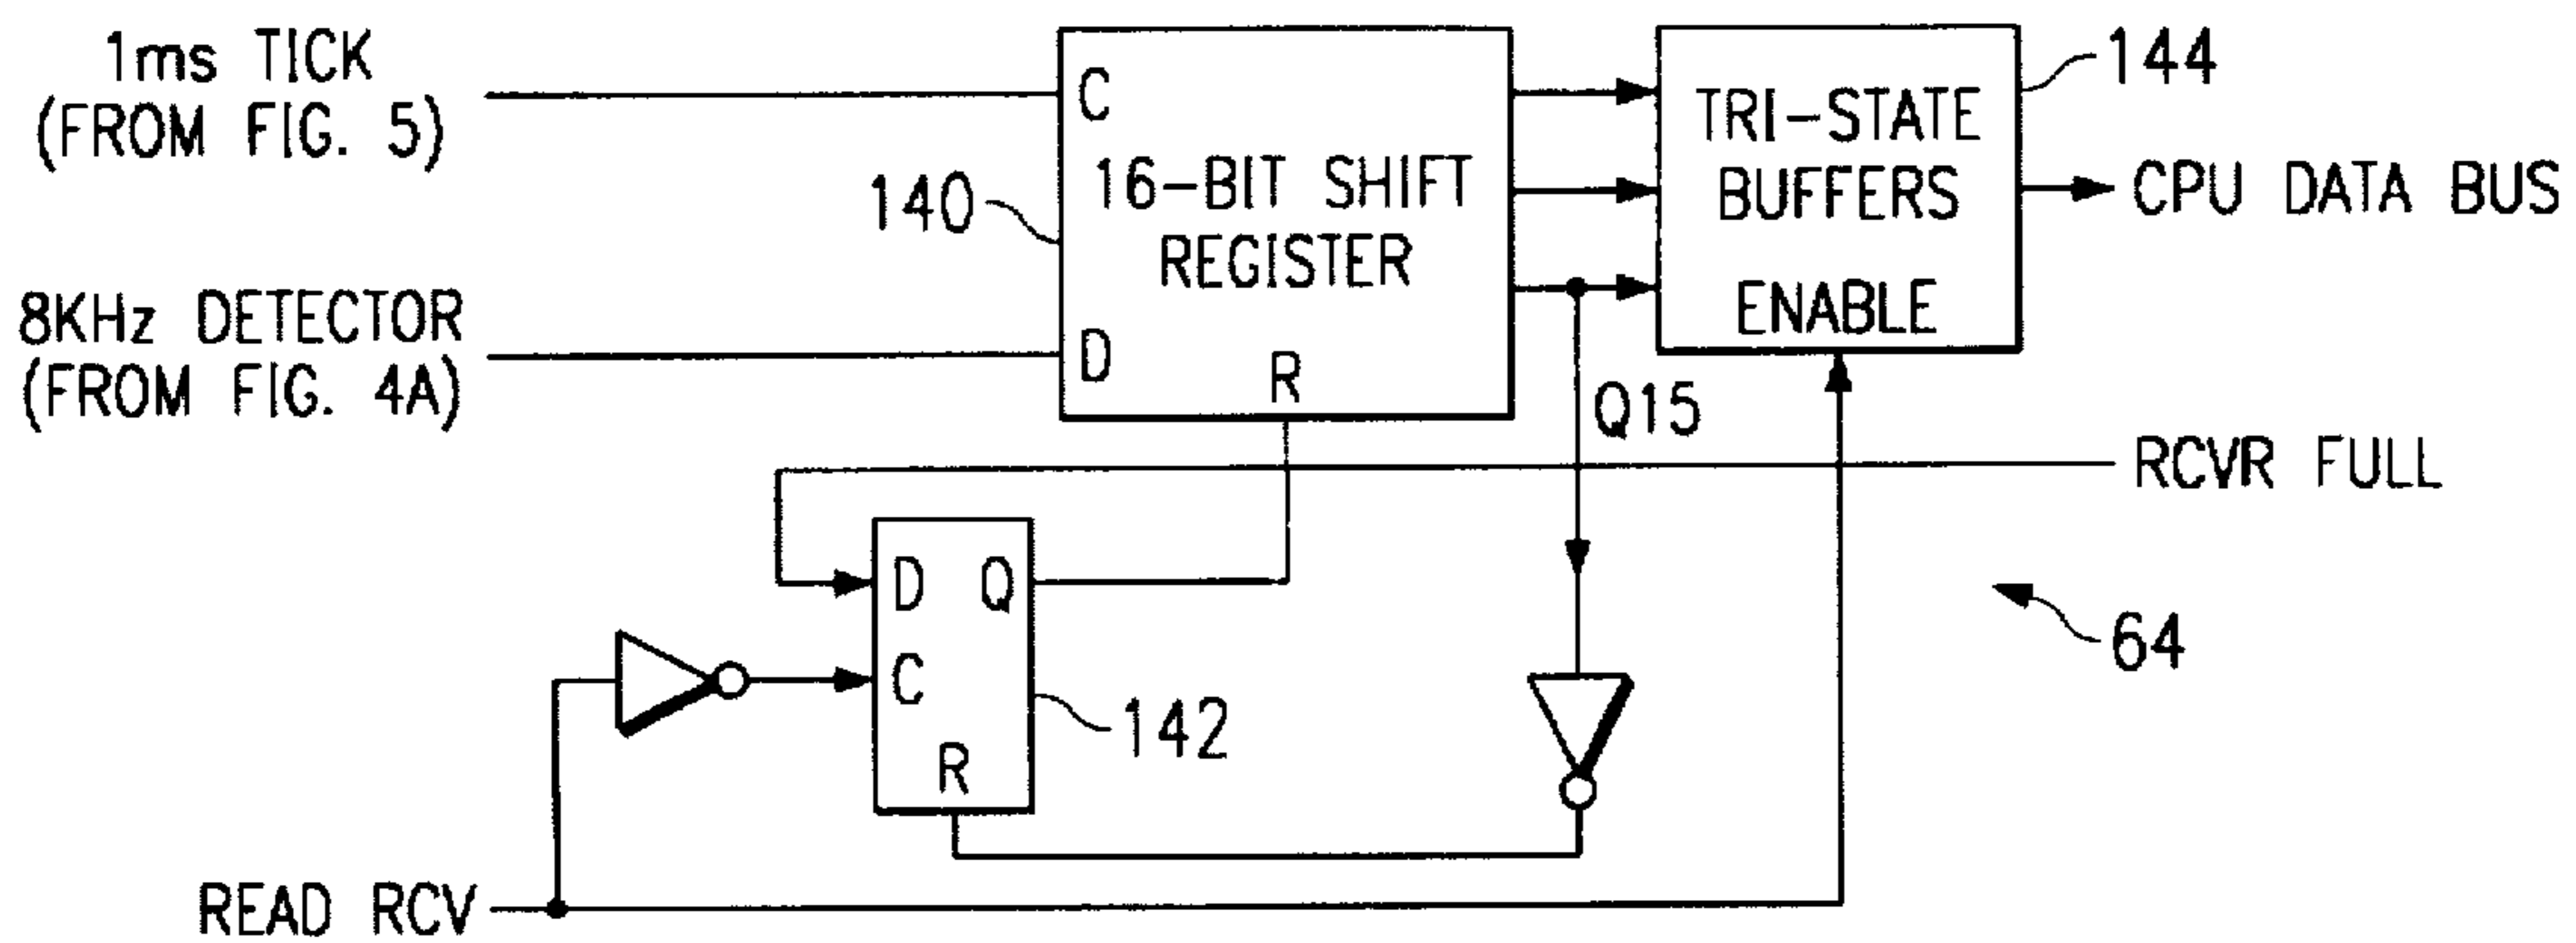 1ms TICK
(FROM FIG. 5)
8KHz DETECTOR
(FROM FIG. 4A)
140
C
16-BIT SHIFT
REGISTER
D
R
TRI-STATE
BUFFERS
ENABLE
144
CPU DATA BUS
Q15
RCVR FULL
D Q
C
R
142
64
READ RCV